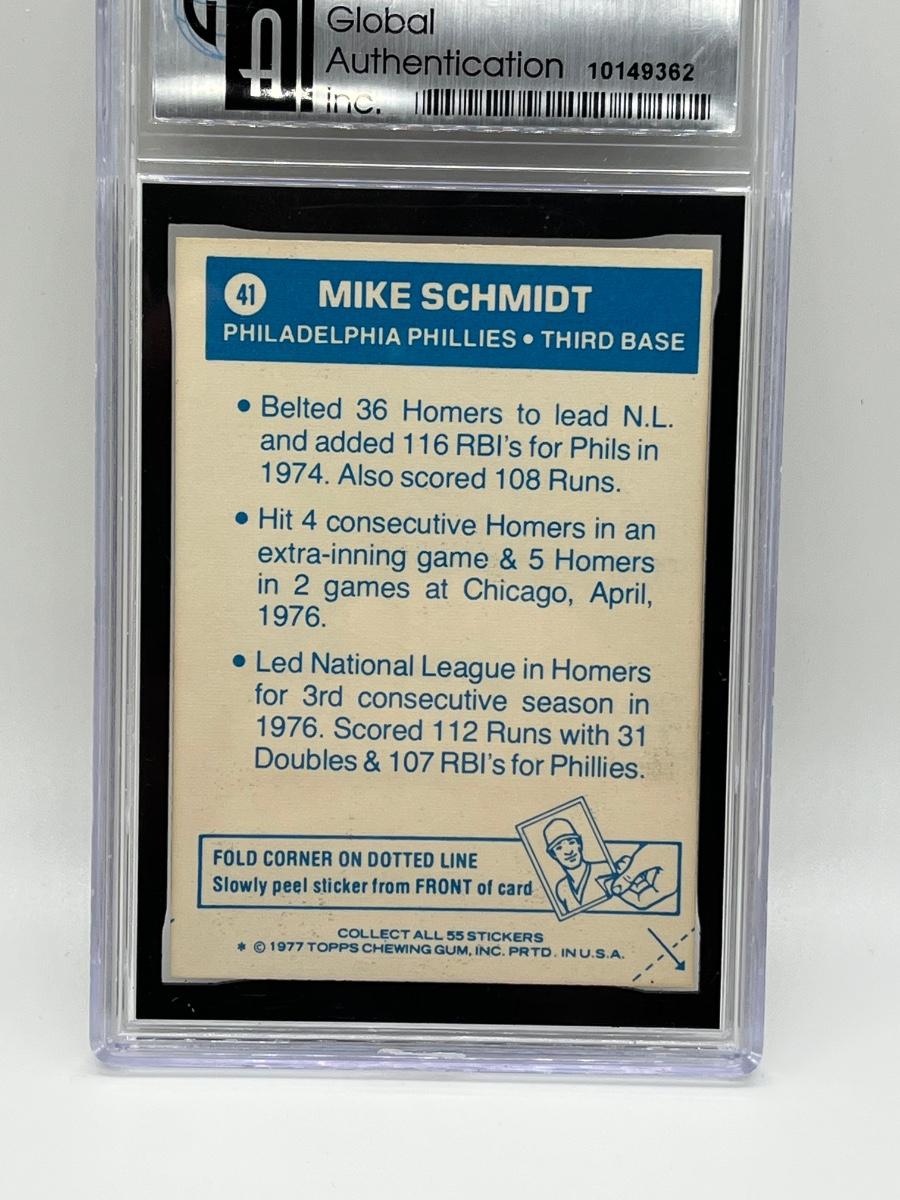 Global
Authentication 10149362
Inc.
41 MIKE SCHMIDT
PHILADELPHIA PHILLIES • THIRD BASE
• Belted 36 Homers to lead N.L.
and added 116 RBI's for Phils in
1974. Also scored 108 Runs.
• Hit 4 consecutive Homers in an
extra-inning game & 5 Homers
in 2 games at Chicago, April,
1976.
• Led National League in Homers
for 3rd consecutive season in
1976. Scored 112 Runs with 31
Doubles & 107 RBI's for Phillies.
FOLD CORNER ON DOTTED LINE
Slowly peel sticker from FRONT of card
COLLECT ALL 55 STICKERS
* © 1977 TOPPS CHEWING GUM, INC. PRTD. IN U.S.A.